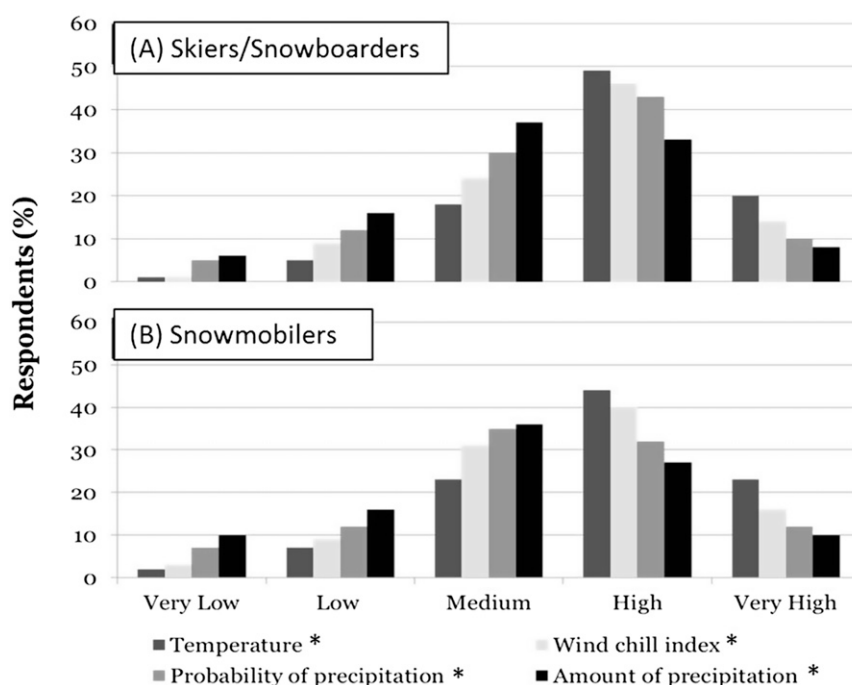 60
(A) Skiers/Snowboarders
50
40
30
20
10
0
Respondents (%)
60
(B) Snowmobilers
50
40
30
20
10
0
Very Low Low Medium High Very High
Temperature * Wind chill index *
Probability of precipitation * Amount of precipitation *